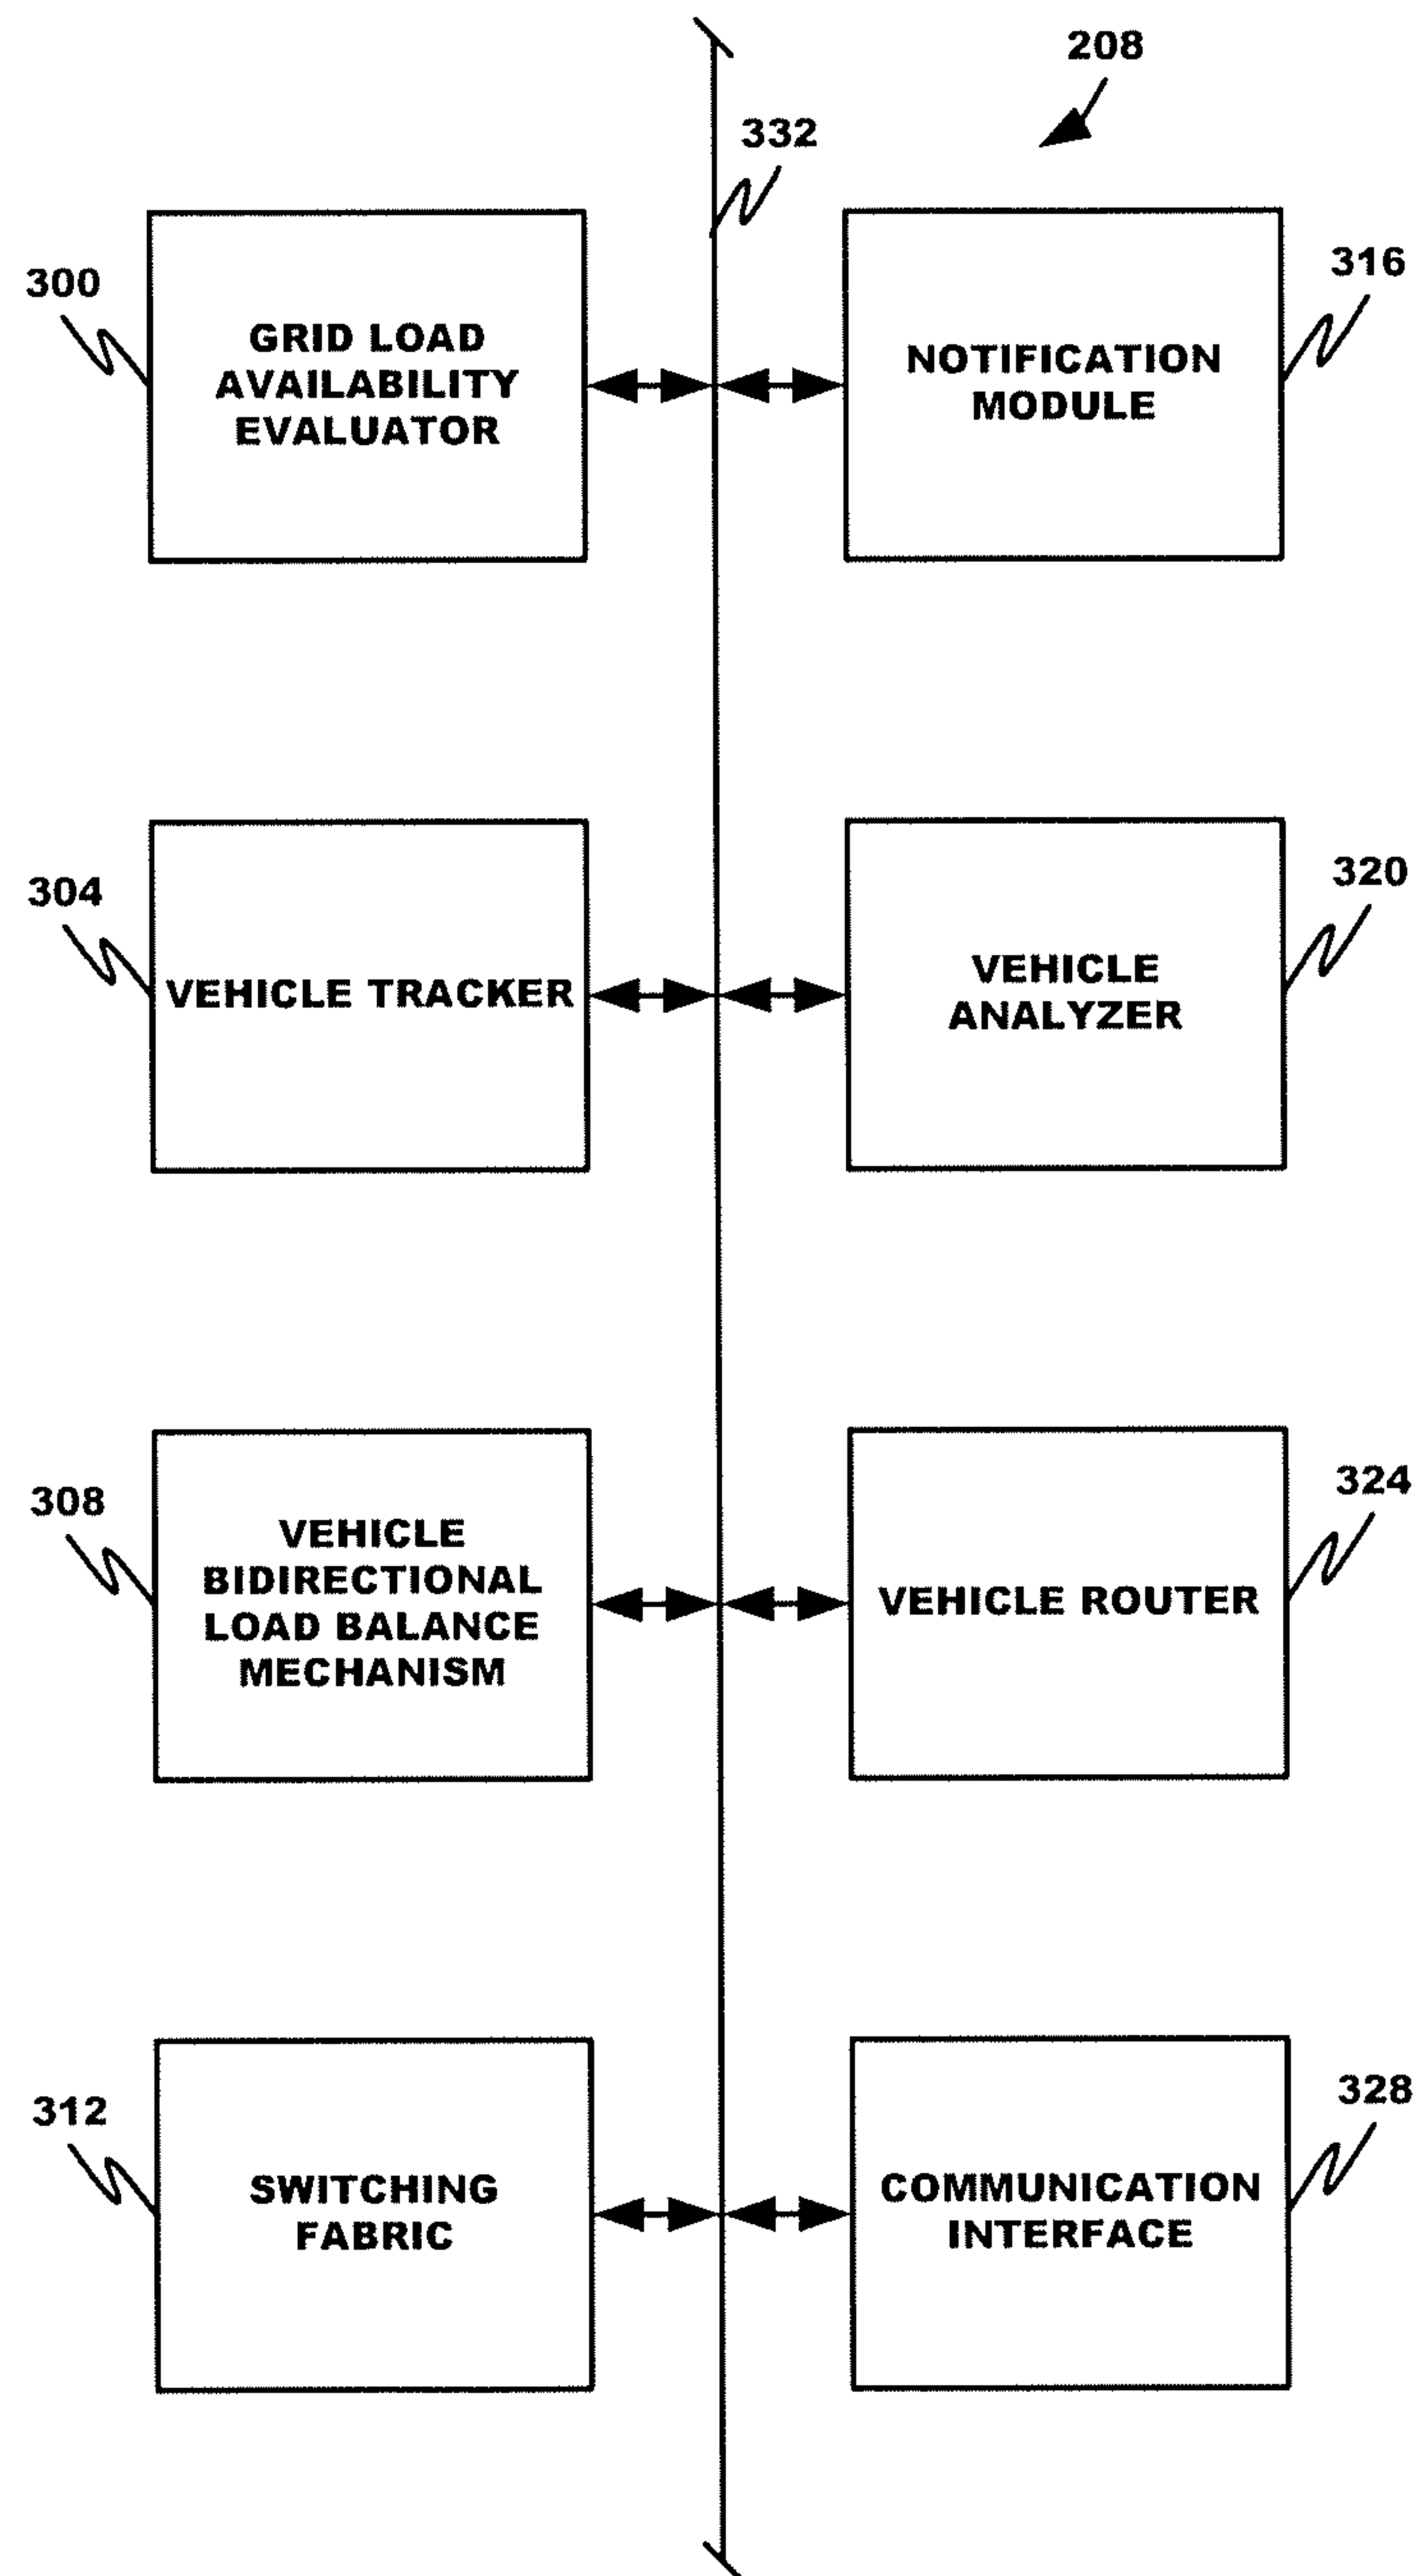 208
332
300
GRID LOAD
AVAILABILITY
EVALUATOR
316
NOTIFICATION
MODULE
304
VEHICLE TRACKER
320
VEHICLE
ANALYZER
308
VEHICLE
BIDIRECTIONAL
LOAD BALANCE
MECHANISM
324
VEHICLE ROUTER
312
SWITCHING
FABRIC
328
COMMUNICATION
INTERFACE